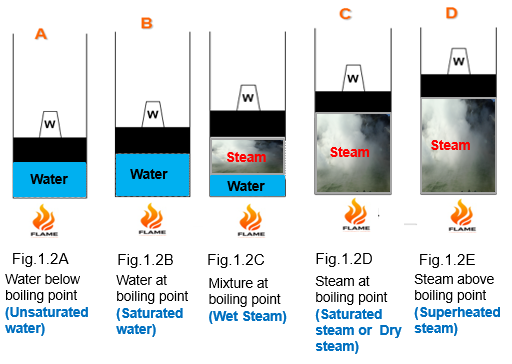 A
B
C
D
W
W
W
W
W
Water
Water
Steam
Water
Steam
Steam
FLAME
FLAME
FLAME
FLAME
FLAME
Fig.1.2A
Fig.1.2B
Fig.1.2C
Fig.1.2D
Fig.1.2E
Water below
boiling point
(Unsaturated
water)
Water at
boiling point
(Saturated
water)
Mixture at
boiling point
(Wet Steam)
Steam at
boiling point
(Saturated
steam or Dry
steam)
Steam above
boiling point
(Superheated
steam)